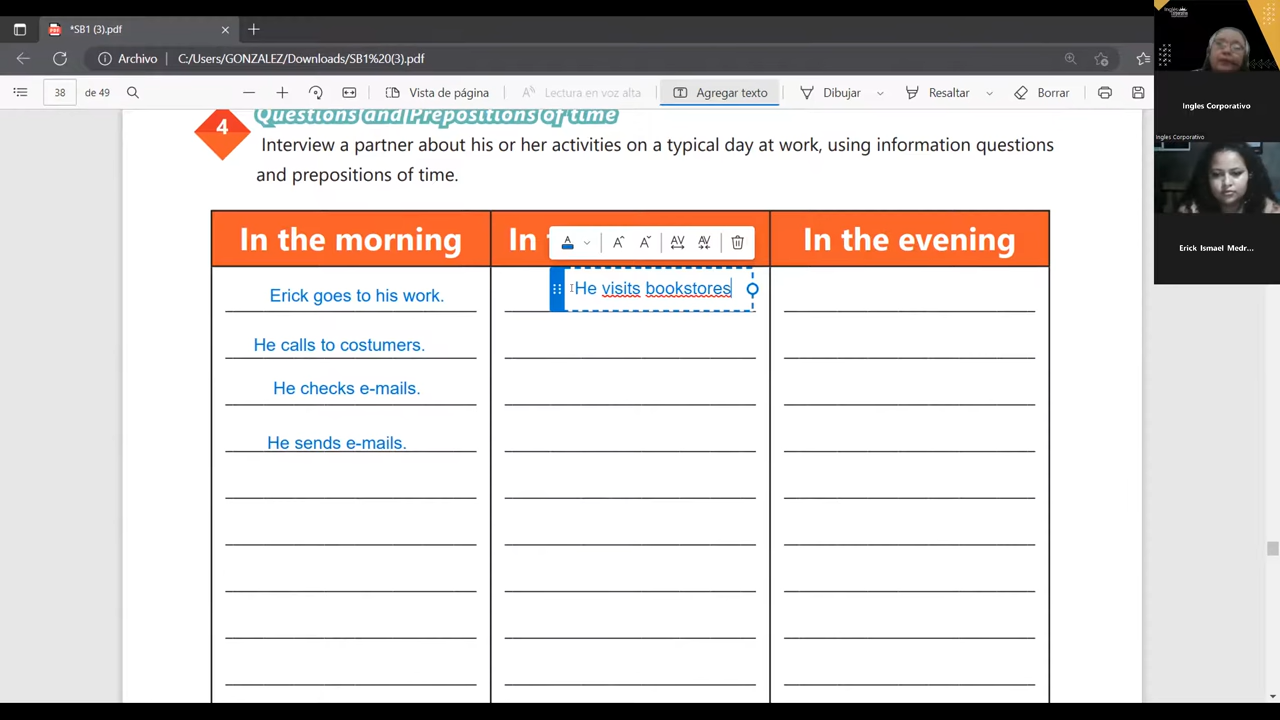 *SB1 (3).pdf
Archivo C:/Users/GONZALEZ/Downloads/SB1%20(3).pdf
38 de 49 Vista de página Lectura en voz alta Agregar texto Dibujar Resaltar Borrar
4 Questions and Prepositions of time
Interview a partner about his or her activities on a typical day at work, using information questions
and prepositions of time.
In the morning
Erick goes to his work.
He calls to costumers.
He checks e-mails.
He sends e-mails.
In
He visits bookstores
In the evening
Ingles Corporativo
Ingles Corporativo
Erick Ismael Medr...